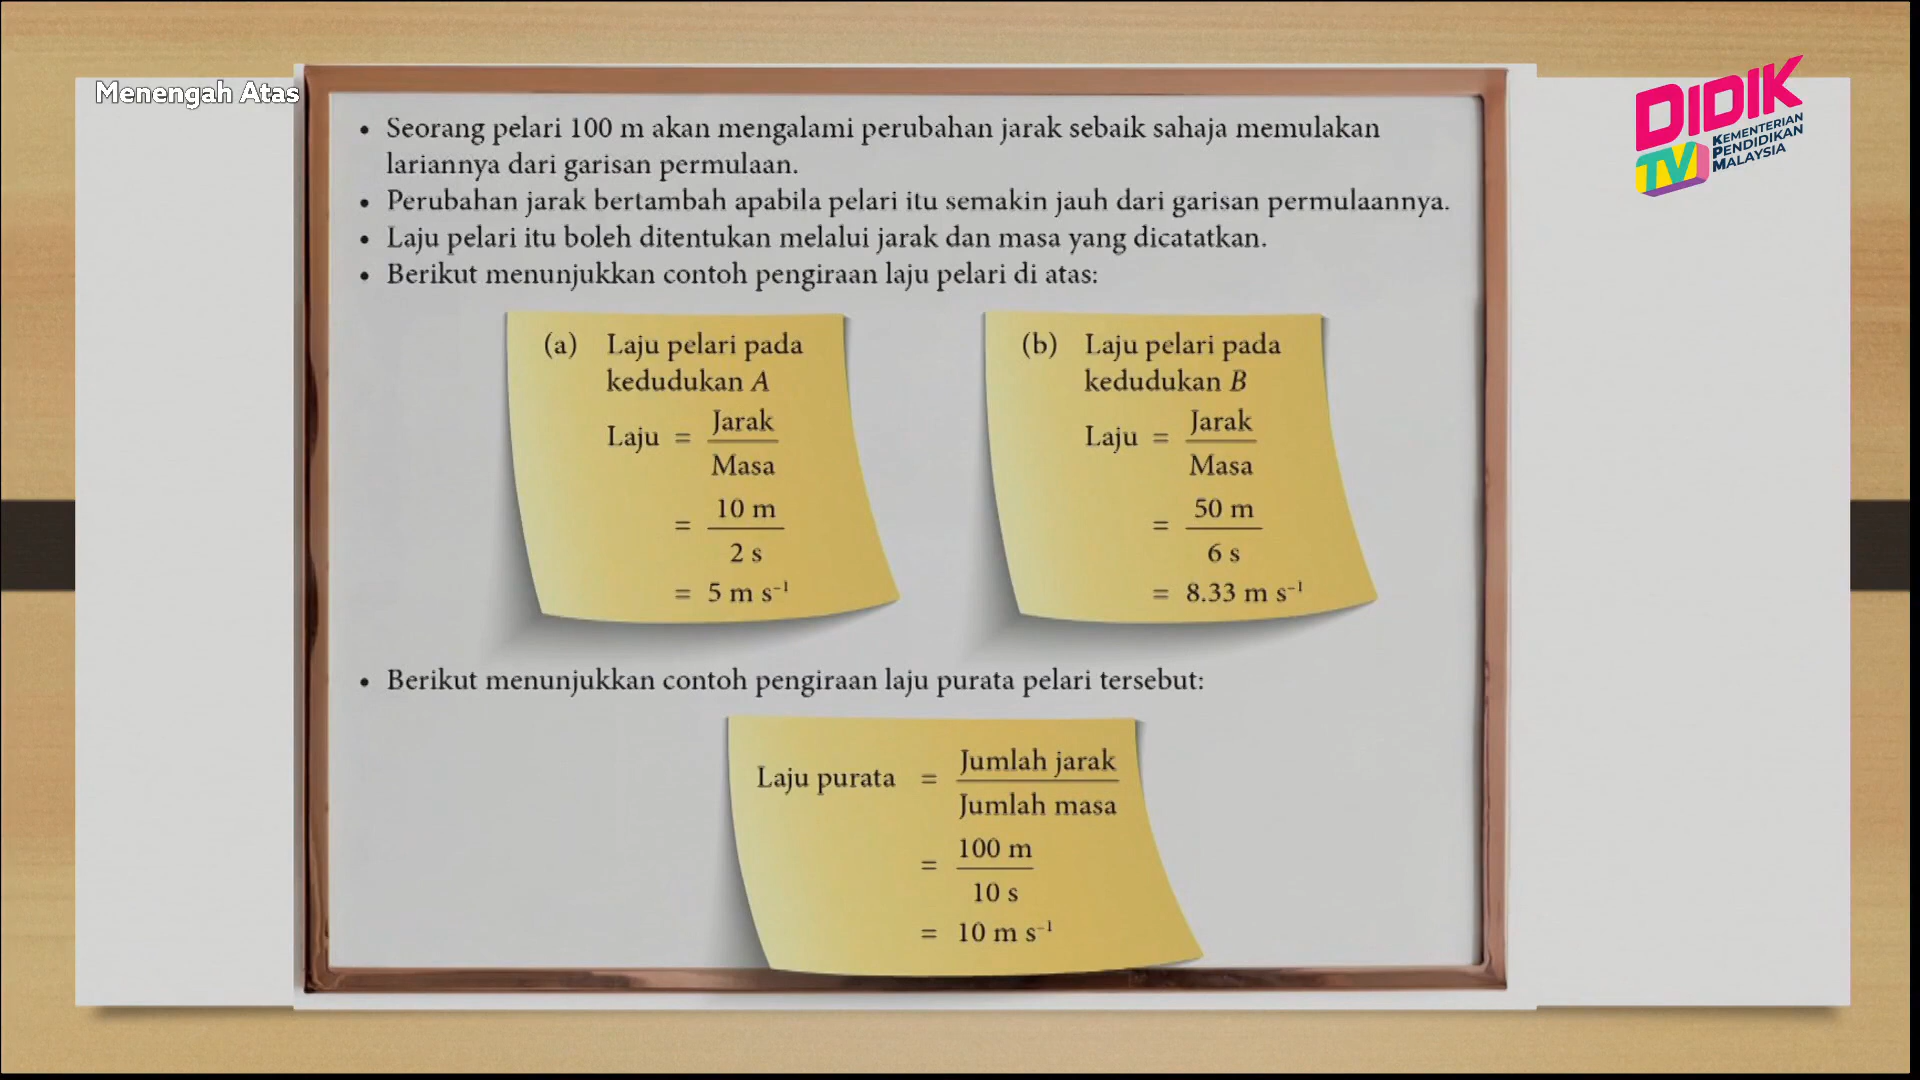 Menengah Atas
DIDIK
TV
KEMENTERIAN
PENDIDIKAN
MALAYSIA
• Seorang pelari 100 m akan mengalami perubahan jarak sebaik sahaja memulakan
lariannya dari garisan permulaan.
• Perubahan jarak bertambah apabila pelari itu semakin jauh dari garisan permulaannya.
• Laju pelari itu boleh ditentukan melalui jarak dan masa yang dicatatkan.
• Berikut menunjukkan contoh pengiraan laju pelari di atas:
(a) Laju pelari pada
kedudukan A
Laju = Jarak
Masa
= 10 m
2 s
= 5 m s⁻¹
(b) Laju pelari pada
kedudukan B
Laju = Jarak
Masa
= 50 m
6 s
= 8.33 m s⁻¹
• Berikut menunjukkan contoh pengiraan laju purata pelari tersebut:
Laju purata = Jumlah jarak
Jumlah masa
= 100 m
10 s
= 10 m s⁻¹